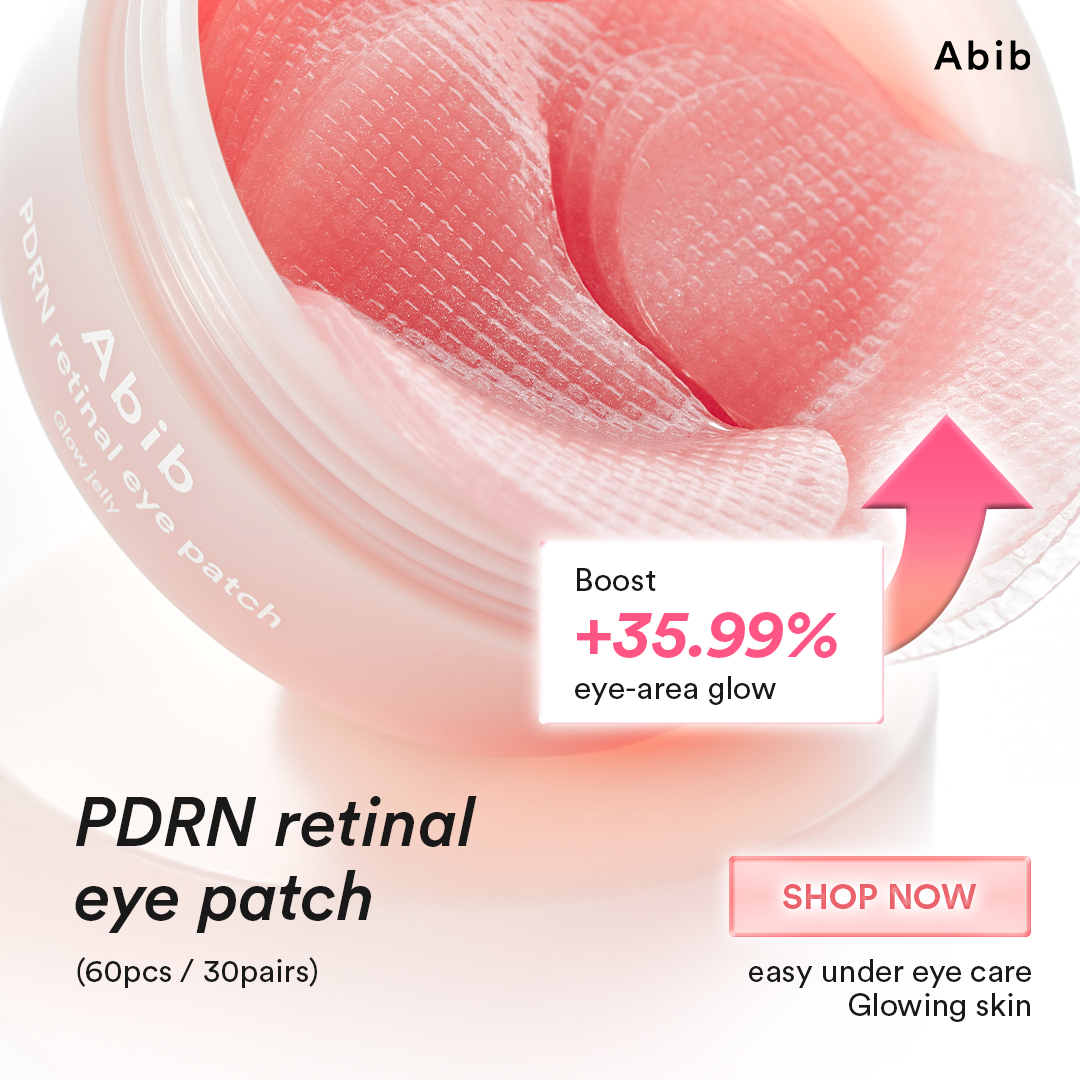 Abib
Abib
PDRN retinal eye patch
Glow jelly
Boost
+35.99%
eye-area glow
PDRN retinal
eye patch
(60pcs / 30pairs)
SHOP NOW
easy under eye care
Glowing skin